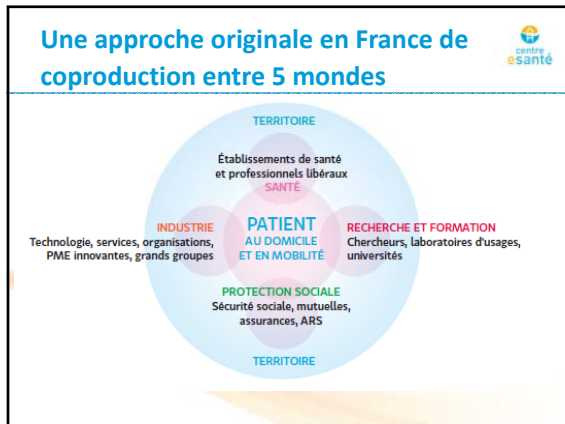 Une approche originale en France de
coproduction entre 5 mondes
centre
esanté
TERRITOIRE
Établissements de santé
et professionnels libéraux
SANTÉ
INDUSTRIE
Technologie, services, organisations,
PME innovantes, grands groupes
PATIENT
AU DOMICILE
ET EN MOBILITÉ
RECHERCHE ET FORMATION
Chercheurs, laboratoires d'usages,
universités
PROTECTION SOCIALE
Sécurité sociale, mutuelles,
assurances, ARS
TERRITOIRE